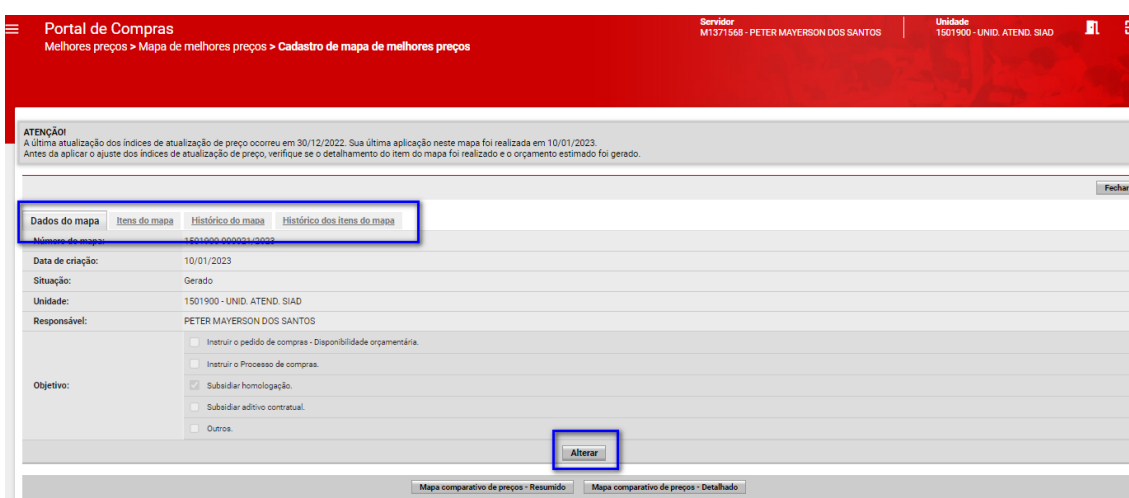 Portal de Compras
Melhores preços > Mapa de melhores preços > Cadastro de mapa de melhores preços
Servidor
M1371568 - PETER MAYERSON DOS SANTOS
Unidade
1501900 - UNID. ATEND. SIAD
ATENÇÃO!
A última atualização dos índices de atualização de preço ocorreu em 30/12/2022. Sua última aplicação neste mapa foi realizada em 10/01/2023.
Antes da aplicar o ajuste dos índices de atualização de preço, verifique se o detalhamento do item do mapa foi realizado e o orçamento estimado foi gerado.
Fechar
Dados do mapa Itens do mapa Histórico do mapa Histórico dos itens do mapa
Número do mapa: 1501900 000021/2023
Data de criação: 10/01/2023
Situação: Gerado
Unidade: 1501900 - UNID. ATEND. SIAD
Responsável: PETER MAYERSON DOS SANTOS
Objetivo:
Instruir o pedido de compras - Disponibilidade orçamentária.
Instruir o Processo de compras.
Subsidiar homologação.
Subsidiar aditivo contratual.
Outros.
Alterar
Mapa comparativo de preços - Resumido Mapa comparativo de preços - Detalhado